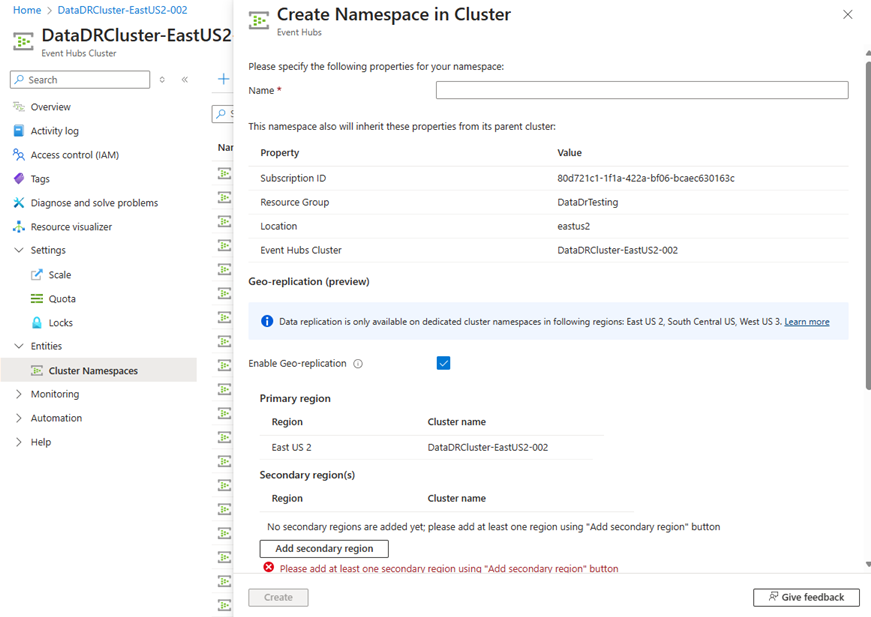 Home > DataDRCluster-EastUS2-002
DataDRCluster-EastUS2
Event Hubs Cluster
Search
Overview
Activity log
Access control (IAM)
Tags
Diagnose and solve problems
Resource visualizer
Settings
Scale
Quota
Locks
Entities
Cluster Namespaces
Monitoring
Automation
Help
Create Namespace in Cluster
Event Hubs
Please specify the following properties for your namespace:
Name *
This namespace also will inherit these properties from its parent cluster:
Property Value
Subscription ID 80d721c1-1f1a-422a-bf06-bcaec630163c
Resource Group DataDrTesting
Location eastus2
Event Hubs Cluster DataDRCluster-EastUS2-002
Geo-replication (preview)
Data replication is only available on dedicated cluster namespaces in following regions: East US 2, South Central US, West US 3. Learn more
Enable Geo-replication
Primary region
Region Cluster name
East US 2 DataDRCluster-EastUS2-002
Secondary region(s)
Region Cluster name
No secondary regions are added yet; please add at least one region using "Add secondary region" button
Add secondary region
Please add at least one secondary region using "Add secondary region" button
Create
Give feedback